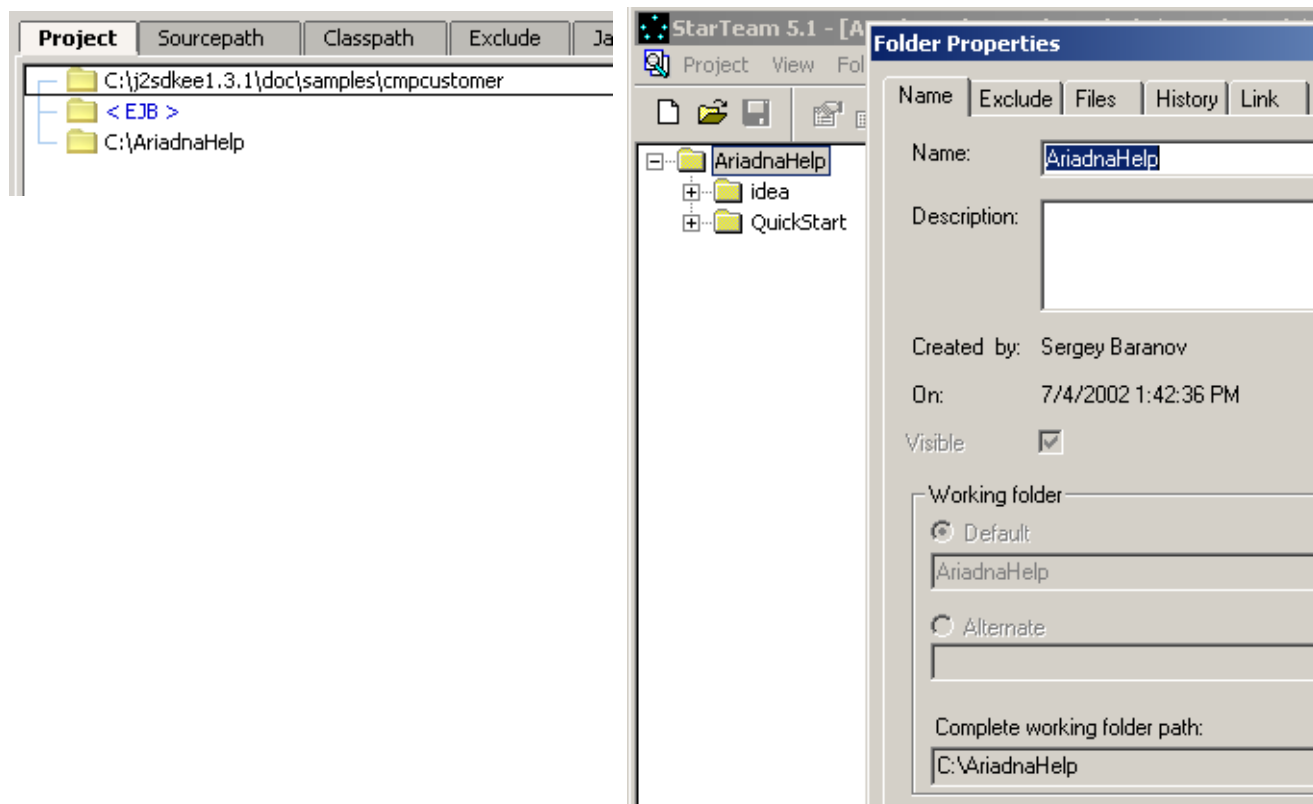 Project Sourcepath Classpath Exclude Ja
C:\j2sdkee1.3.1\doc\samples\cmpcustomer
< EJB >
C:\AriadnaHelp
StarTeam 5.1 - [A
Project View Fol
AriadnaHelp
idea
QuickStart
Folder Properties
Name Exclude Files History Link
Name: AriadnaHelp
Description:
Created by: Sergey Baranov
On: 7/4/2002 1:42:36 PM
Visible
Working folder
Default
AriadnaHelp
Alternate
Complete working folder path:
C:\AriadnaHelp